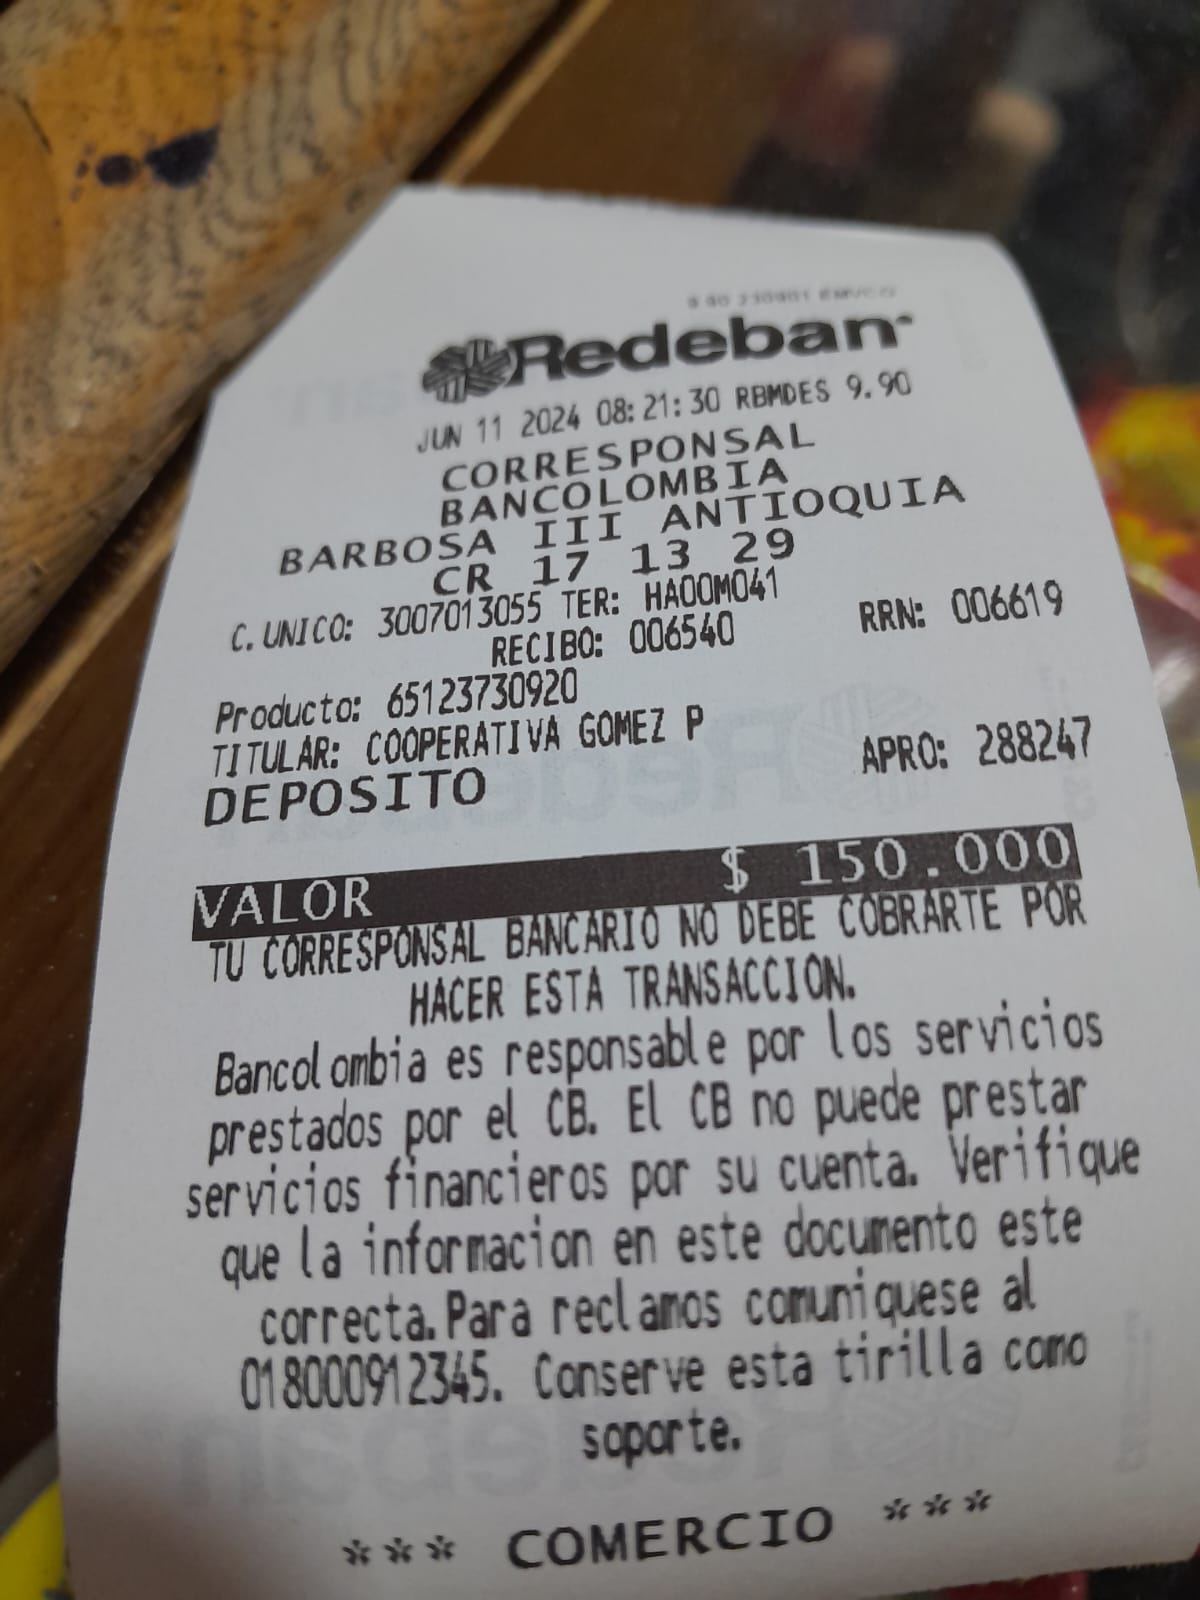 Redeban
JUN 11 2024 08:21:30 RBMDES 9.90
CORRESPONSAL
BANCOLOMBIA
BARBOSA III ANTIOQUIA
CR 17 13 29
C. UNICO: 3007013055 TER: HA00M041
RECIBO: 006540 RRN: 006619
Producto: 65123730920
TITULAR: COOPERATIVA GOMEZ P
DEPOSITO APRO: 288247
VALOR $ 150.000
TU CORRESPONSAL BANCARIO NO DEBE COBRARTE POR
HACER ESTA TRANSACCION.
Bancolombia es responsable por los servicios
prestados por el CB. El CB no puede prestar
servicios financieros por su cuenta. Verifique
que la informacion en este documento este
correcta.Para reclamos comuniquese al
018000912345. Conserve esta tirilla como
soporte.
*** COMERCIO ***